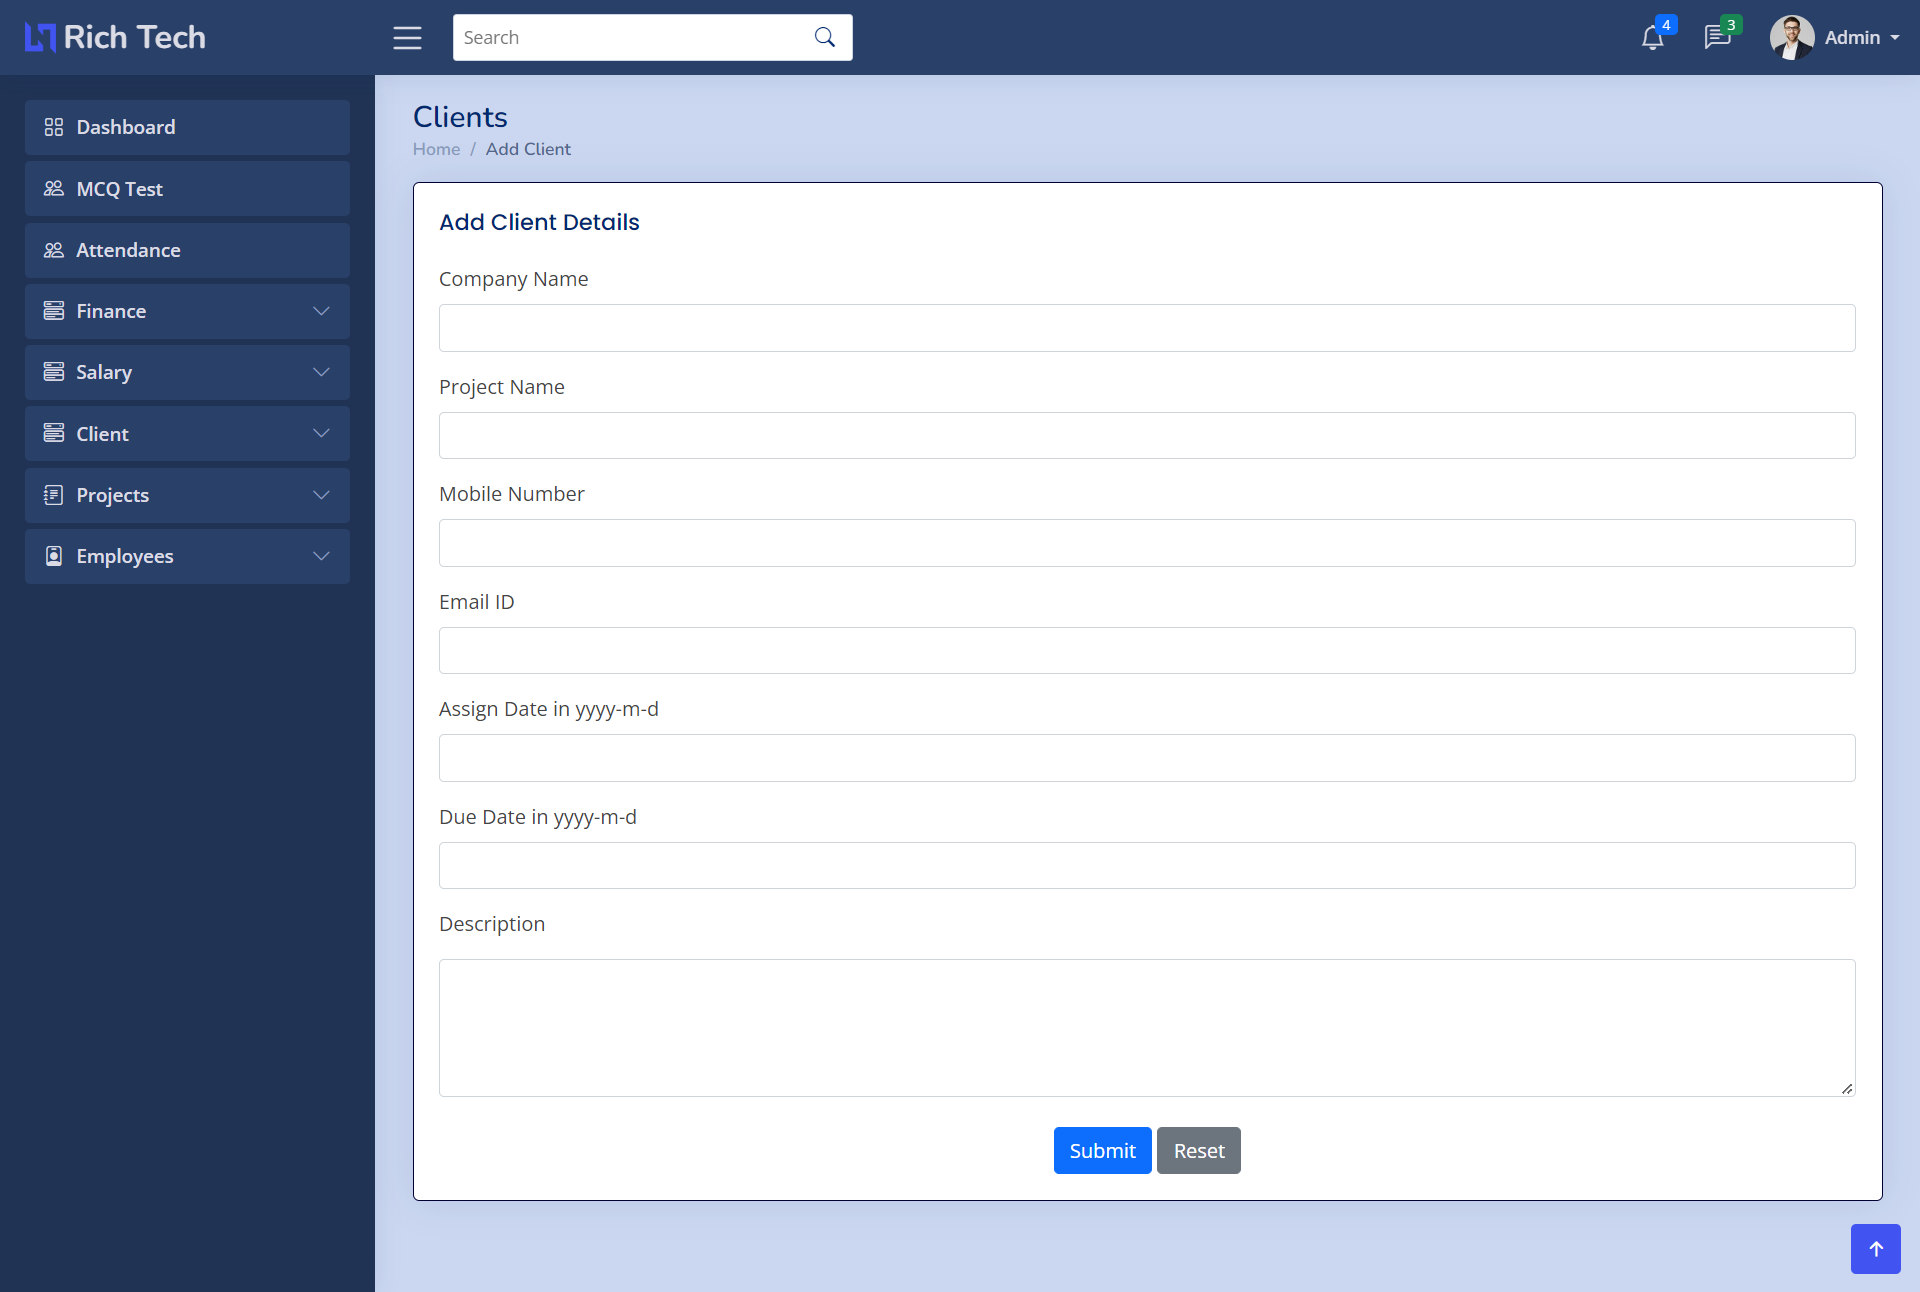 Rich Tech
Search
4
3
Admin
Dashboard
MCQ Test
Attendance
Finance
Salary
Client
Projects
Employees
Clients
Home / Add Client
Add Client Details
Company Name
Project Name
Mobile Number
Email ID
Assign Date in yyyy-m-d
Due Date in yyyy-m-d
Description
Submit Reset